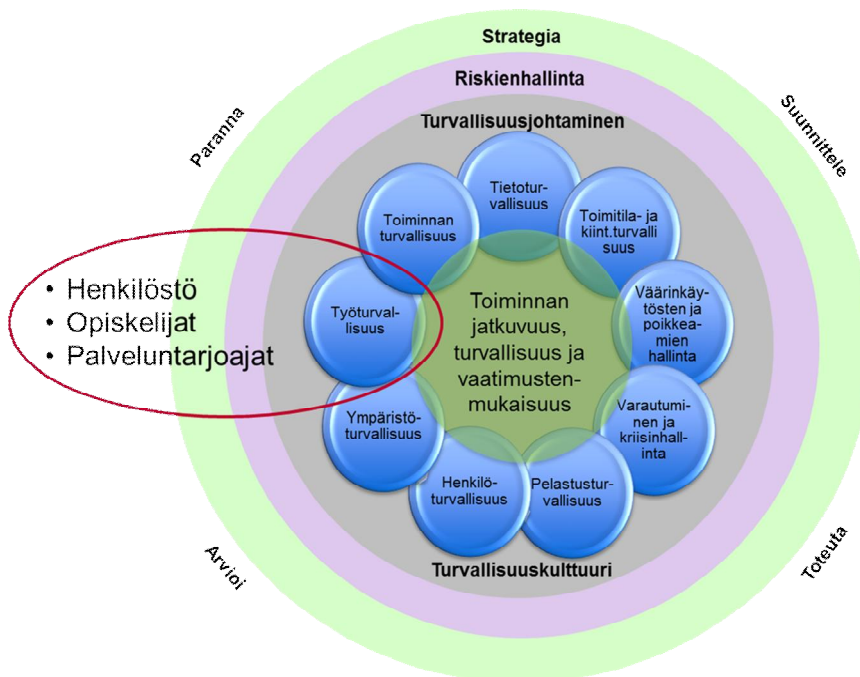 Strategia
Riskienhallinta
Turvallisuusjohtaminen
Paranna
Suunnittele
Tietotur-
vallisuus
Toiminnan
turvallisuus
Toimitila- ja
kiint.turvalli
suus
• Henkilöstö
• Opiskelijat
• Palveluntarjoajat
Työturval-
lisuus
Toiminnan
jatkuvuus,
turvallisuus ja
vaatimusten-
mukaisuus
Väärinkäy-
tösten ja
poikkea-
mien
hallinta
Ympäristö-
turvallisuus
Varautumi-
nen ja
kriisinhall-
inta
Henkilö-
turvallisuus
Pelastustur-
vallisuus
Arvioi
Toteuta
Turvallisuuskulttuuri